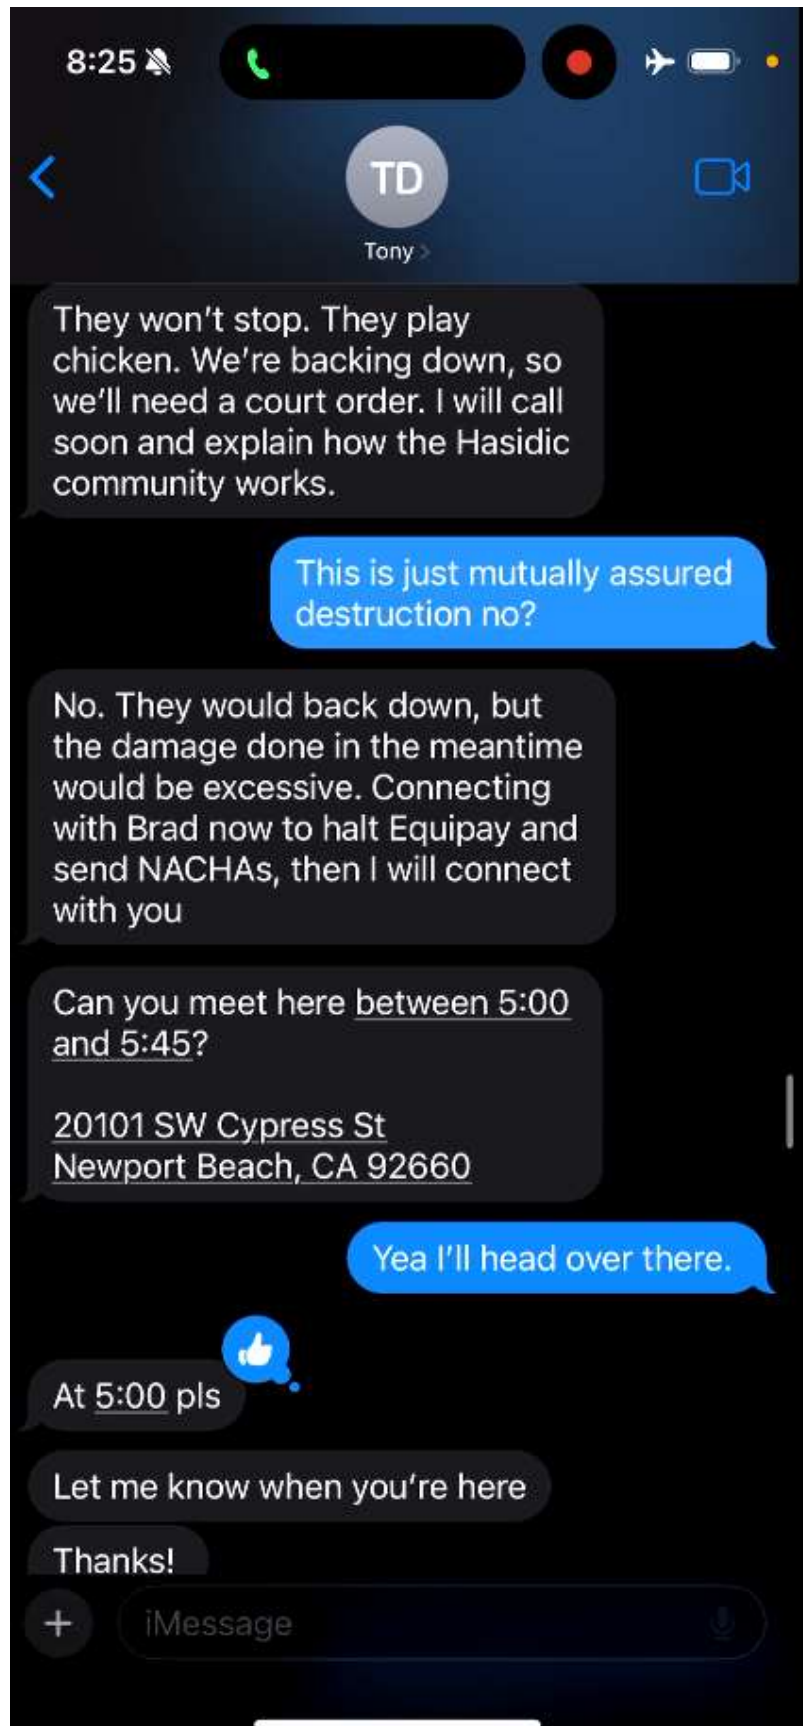 8:25
TD
Tony
They won't stop. They play
chicken. We're backing down, so
we'll need a court order. I will call
soon and explain how the Hasidic
community works.
This is just mutually assured
destruction no?
No. They would back down, but
the damage done in the meantime
would be excessive. Connecting
with Brad now to halt Equipay and
send NACHAs, then I will connect
with you
Can you meet here between 5:00
and 5:45?
20101 SW Cypress St
Newport Beach, CA 92660
Yea I'll head over there.
At 5:00 pls
Let me know when you're here
Thanks!
iMessage